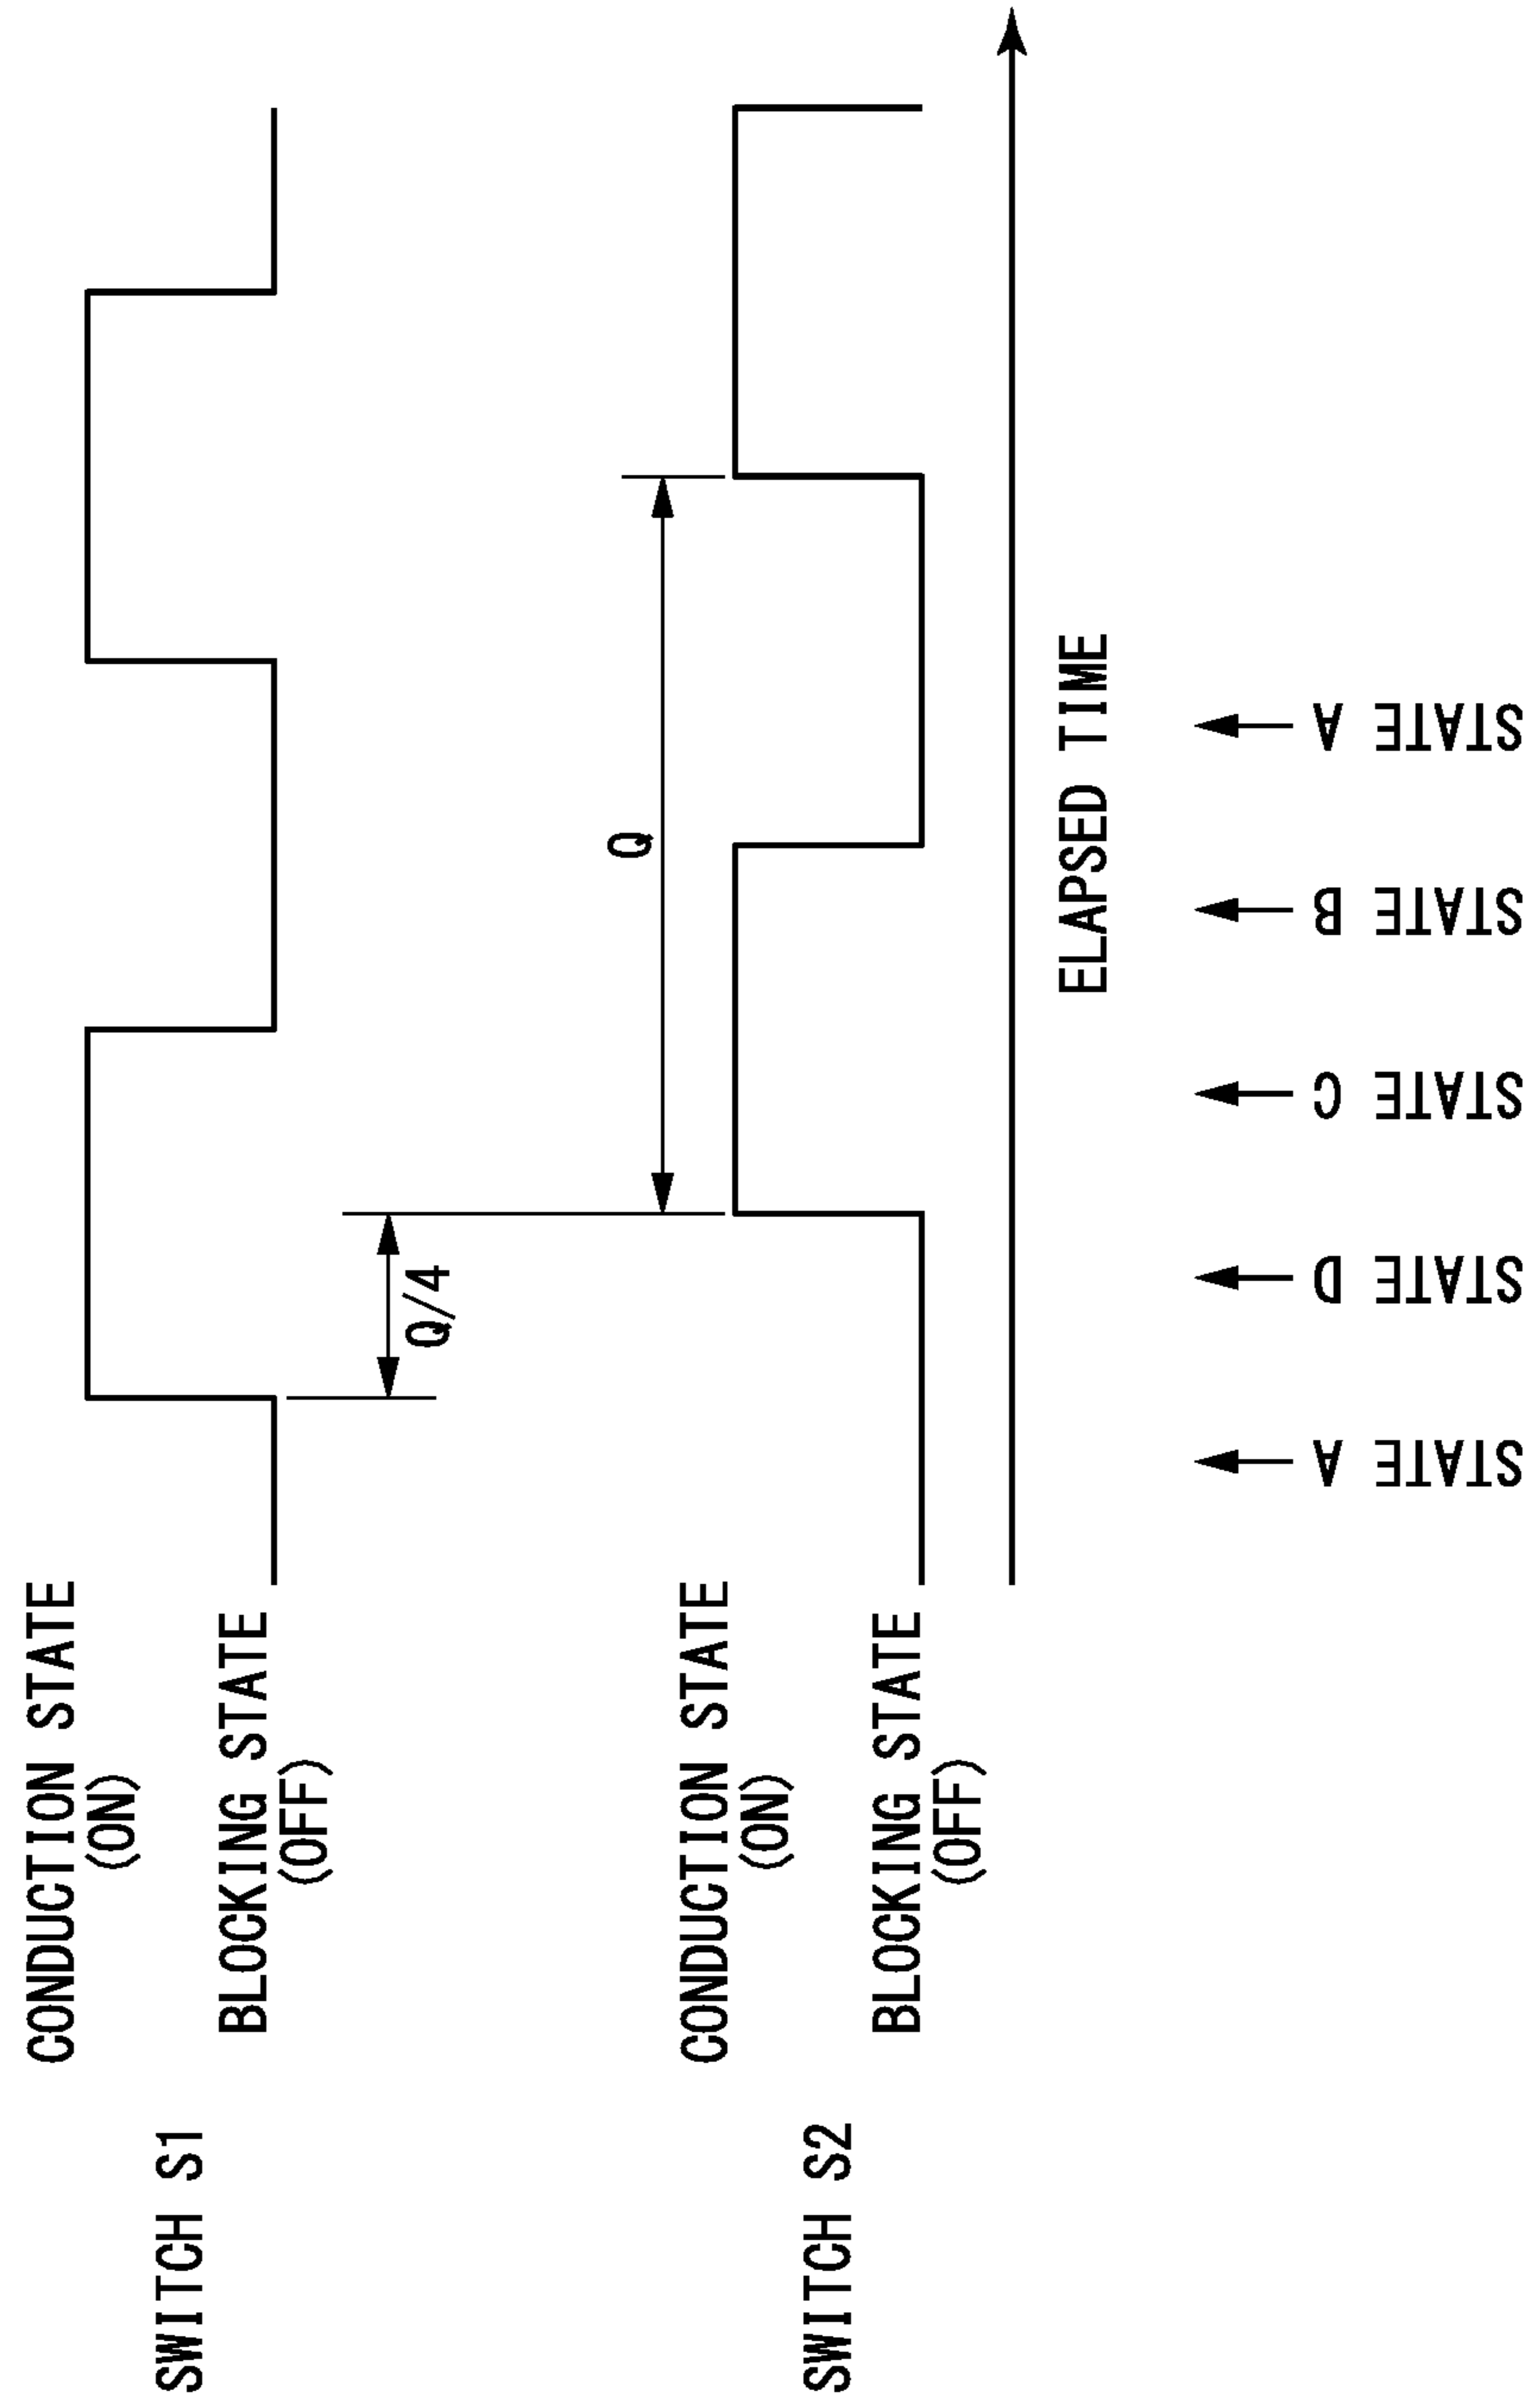 SWITCH S1
CONDUCTION STATE
(ON)
BLOCKING STATE
(OFF)
Q/4
Q
SWITCH S2
CONDUCTION STATE
(ON)
BLOCKING STATE
(OFF)
ELAPSED TIME
STATE A
STATE D
STATE C
STATE B
STATE A